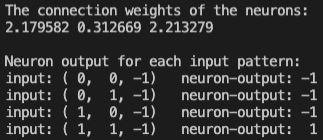 The connection weights of the neurons:
2.179582 0.312669 2.213279
Neuron output for each input pattern:
input: ( 0,  0, -1)   neuron-output: -1
input: ( 0,  1, -1)   neuron-output: -1
input: ( 1,  0, -1)   neuron-output: -1
input: ( 1,  1, -1)   neuron-output:  1